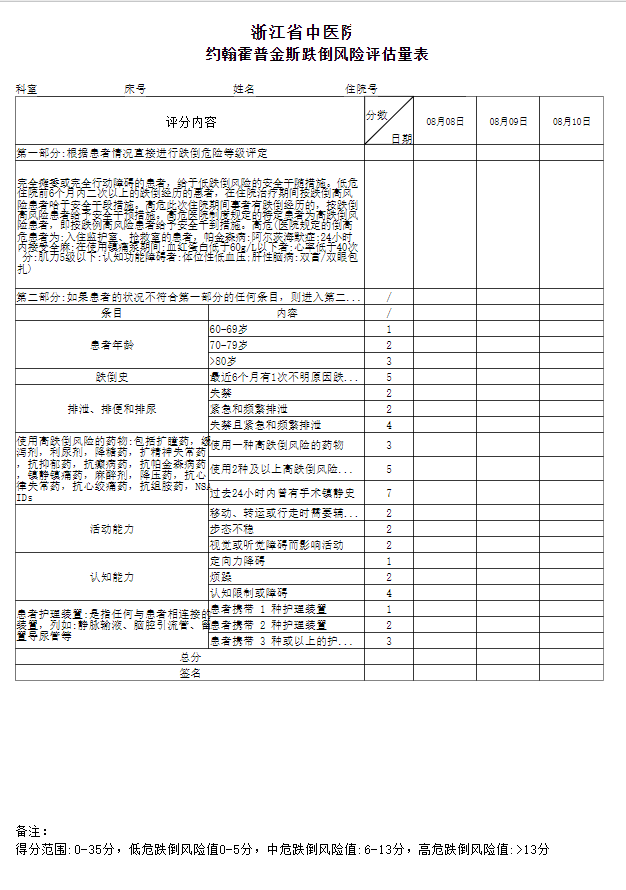 浙江省中医院
约翰霍普金斯跌倒风险评估量表
科室 床号 姓名 住院号
评分内容 分数 日期 08月08日 08月09日 08月10日
第一部分:根据患者情况直接进行跌倒危险等级评定
完全瘫痪或完全行动障碍的患者, 给予低跌倒风险的安全干预措施。低危
住院前6个月内二次以上的跌倒经历的患者, 在住院治疗期间按跌倒高风
险患者给予安全干预措施。高危此次住院期间患者有跌倒经历的, 按跌倒
高风险患者给予安全干预措施。高危医院制度规定的特定患者为高跌倒风
险患者, 即按跌倒高风险患者给予安全干预措施。高危(医院规定的倒高
危患者为:入住监护室、抢救室的患者, 帕金森病:阿尔茨海默症:24小时
内接受全麻:在使用镇痛泵期间:血红蛋白低于60g/L以下者:心率低于40次
分:肌力5级以下:认知功能障碍者:体位性低血压:肝性脑病:双盲/双眼包
扎)
第二部分:如果患者的状况不符合第一部分的任何条目, 则进入第二... /
条目 内容 /
患者年龄 60-69岁 1
70-79岁 2
>80岁 3
跌倒史 最近6个月有1次不明原因跌... 5
排泄、排便和排尿 失禁 2
紧急和频繁排泄 2
失禁且紧急和频繁排泄 4
使用高跌倒风险的药物:包括扩瞳药, 缓
泻剂, 利尿剂, 降糖药, 扩精神失常药
, 抗抑郁药, 抗癫病药, 抗帕金森病药
, 镇静镇痛药, 麻醉剂, 降压药, 抗心
律失常药, 抗心绞痛药, 抗组胺药, NSA
IDs
使用一种高跌倒风险的药物 3
使用2种及以上高跌倒风险... 5
过去24小时内曾有手术镇静史 7
活动能力 移动、转运或行走时需要辅... 2
步态不稳 2
视觉或听觉障碍而影响活动 2
认知能力 定向力障碍 1
烦躁 2
认知限制或障碍 4
患者护理装置:是指任何与患者相连接的
装置, 列如:静脉输液、脑腔引流管、留
置导尿管等
患者携带 1 种护理装置 1
患者携带 2 种护理装置 2
患者携带 3 种或以上的护... 3
总分
签名
备注:
得分范围:0-35分, 低危跌倒风险值0-5分, 中危跌倒风险值:6-13分, 高危跌倒风险值:>13分